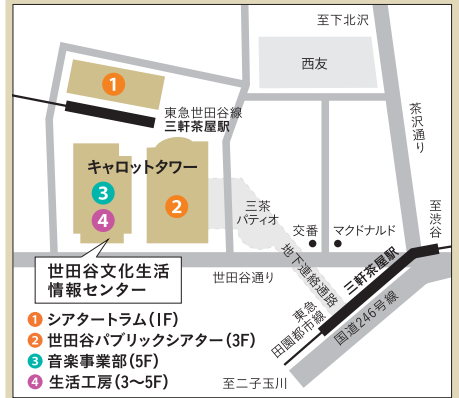 至下北沢
西友
1
東急世田谷線
三軒茶屋駅
茶沢通り
キャロットタワー
3
4
2
三茶
パティオ
交番
マクドナルド
至渋谷
地下連絡通路
三軒茶屋駅
世田谷文化生活
情報センター
世田谷通り
東急
田園都市線
国道246号線
至二子玉川
1 シアタートラム(1F)
2 世田谷パブリックシアター(3F)
3 音楽事業部(5F)
4 生活工房(3~5F)